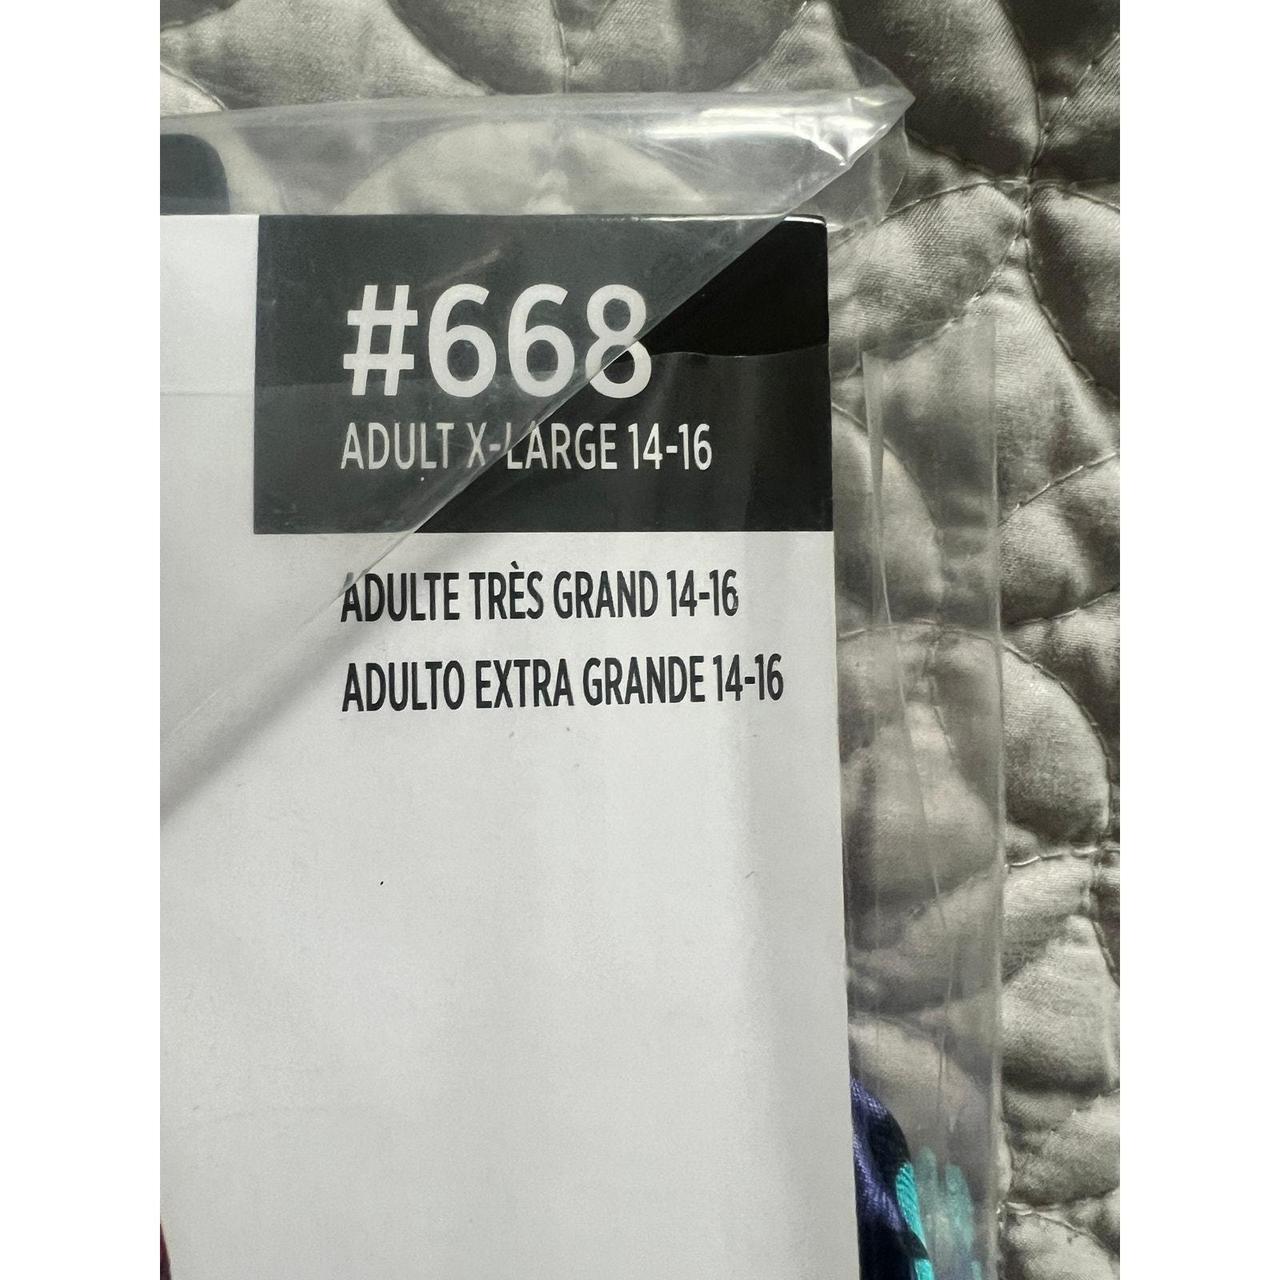 #668
ADULT X-LARGE 14-16
ADULTE TRÈS GRAND 14-16
ADULTO EXTRA GRANDE 14-16